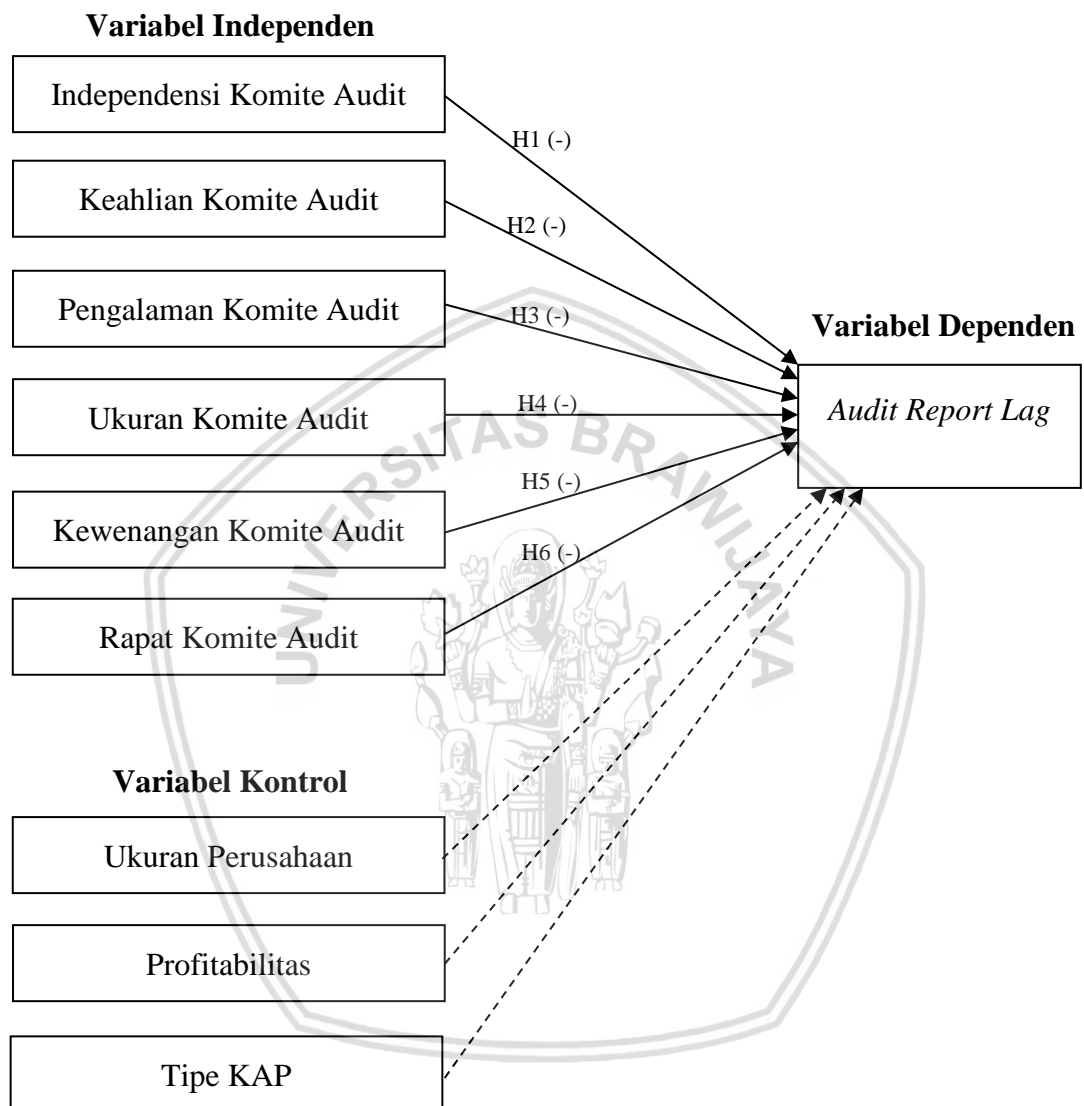 Variabel Independen
Independensi Komite Audit
H1 (-)
Keahlian Komite Audit
H2 (-)
Pengalaman Komite Audit
H3 (-)
Variabel Dependen
Audit Report Lag
Ukuran Komite Audit
H4 (-)
Kewenangan Komite Audit
H5 (-)
Rapat Komite Audit
H6 (-)
UNIVERSITAS BRAWIJAYA
Variabel Kontrol
Ukuran Perusahaan
Profitabilitas
Tipe KAP